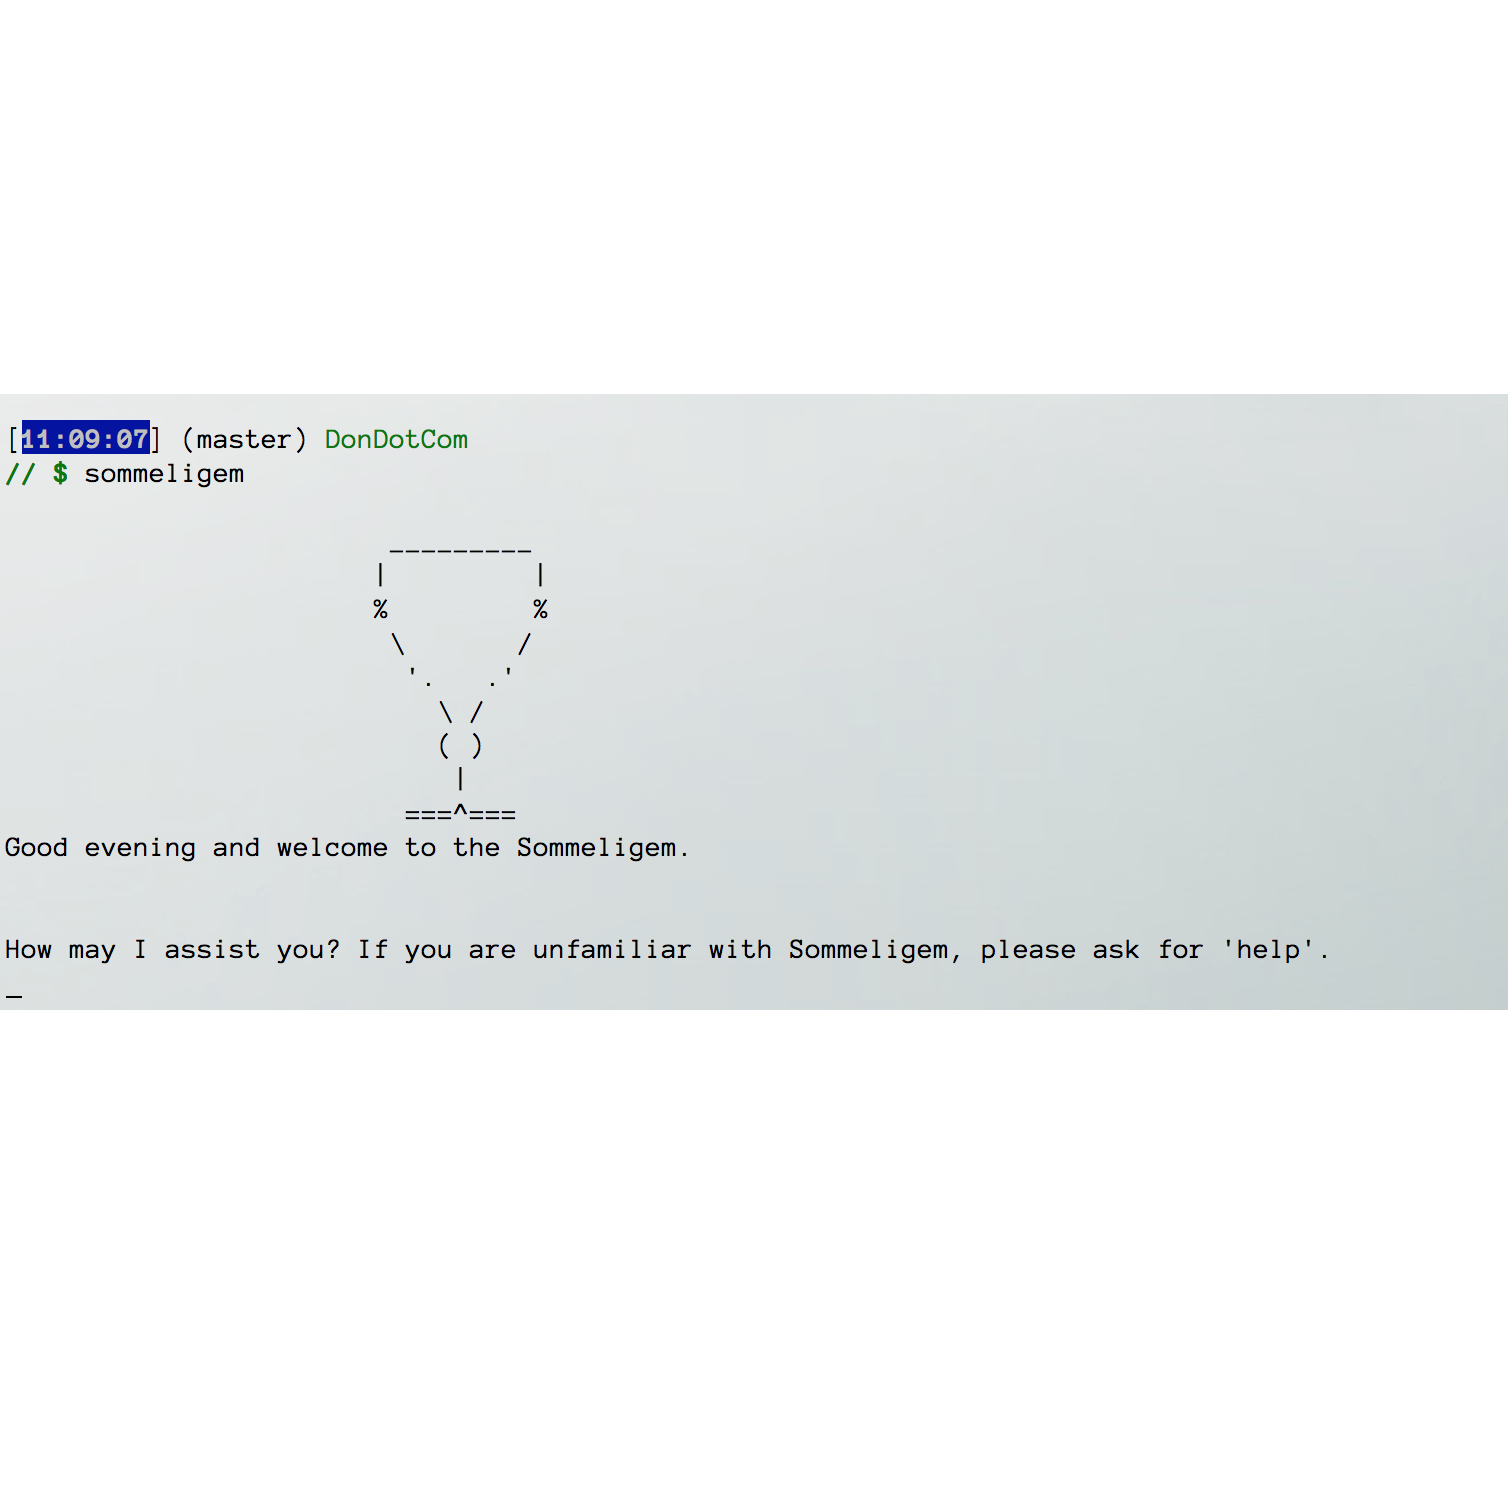 [11:09:07] (master) DonDotCom
// $ sommeligem
_________
|         |
%         %
\       /
'.   .'
\ /
( )
|
===^===
Good evening and welcome to the Sommeligem.
How may I assist you? If you are unfamiliar with Sommeligem, please ask for 'help'.
_